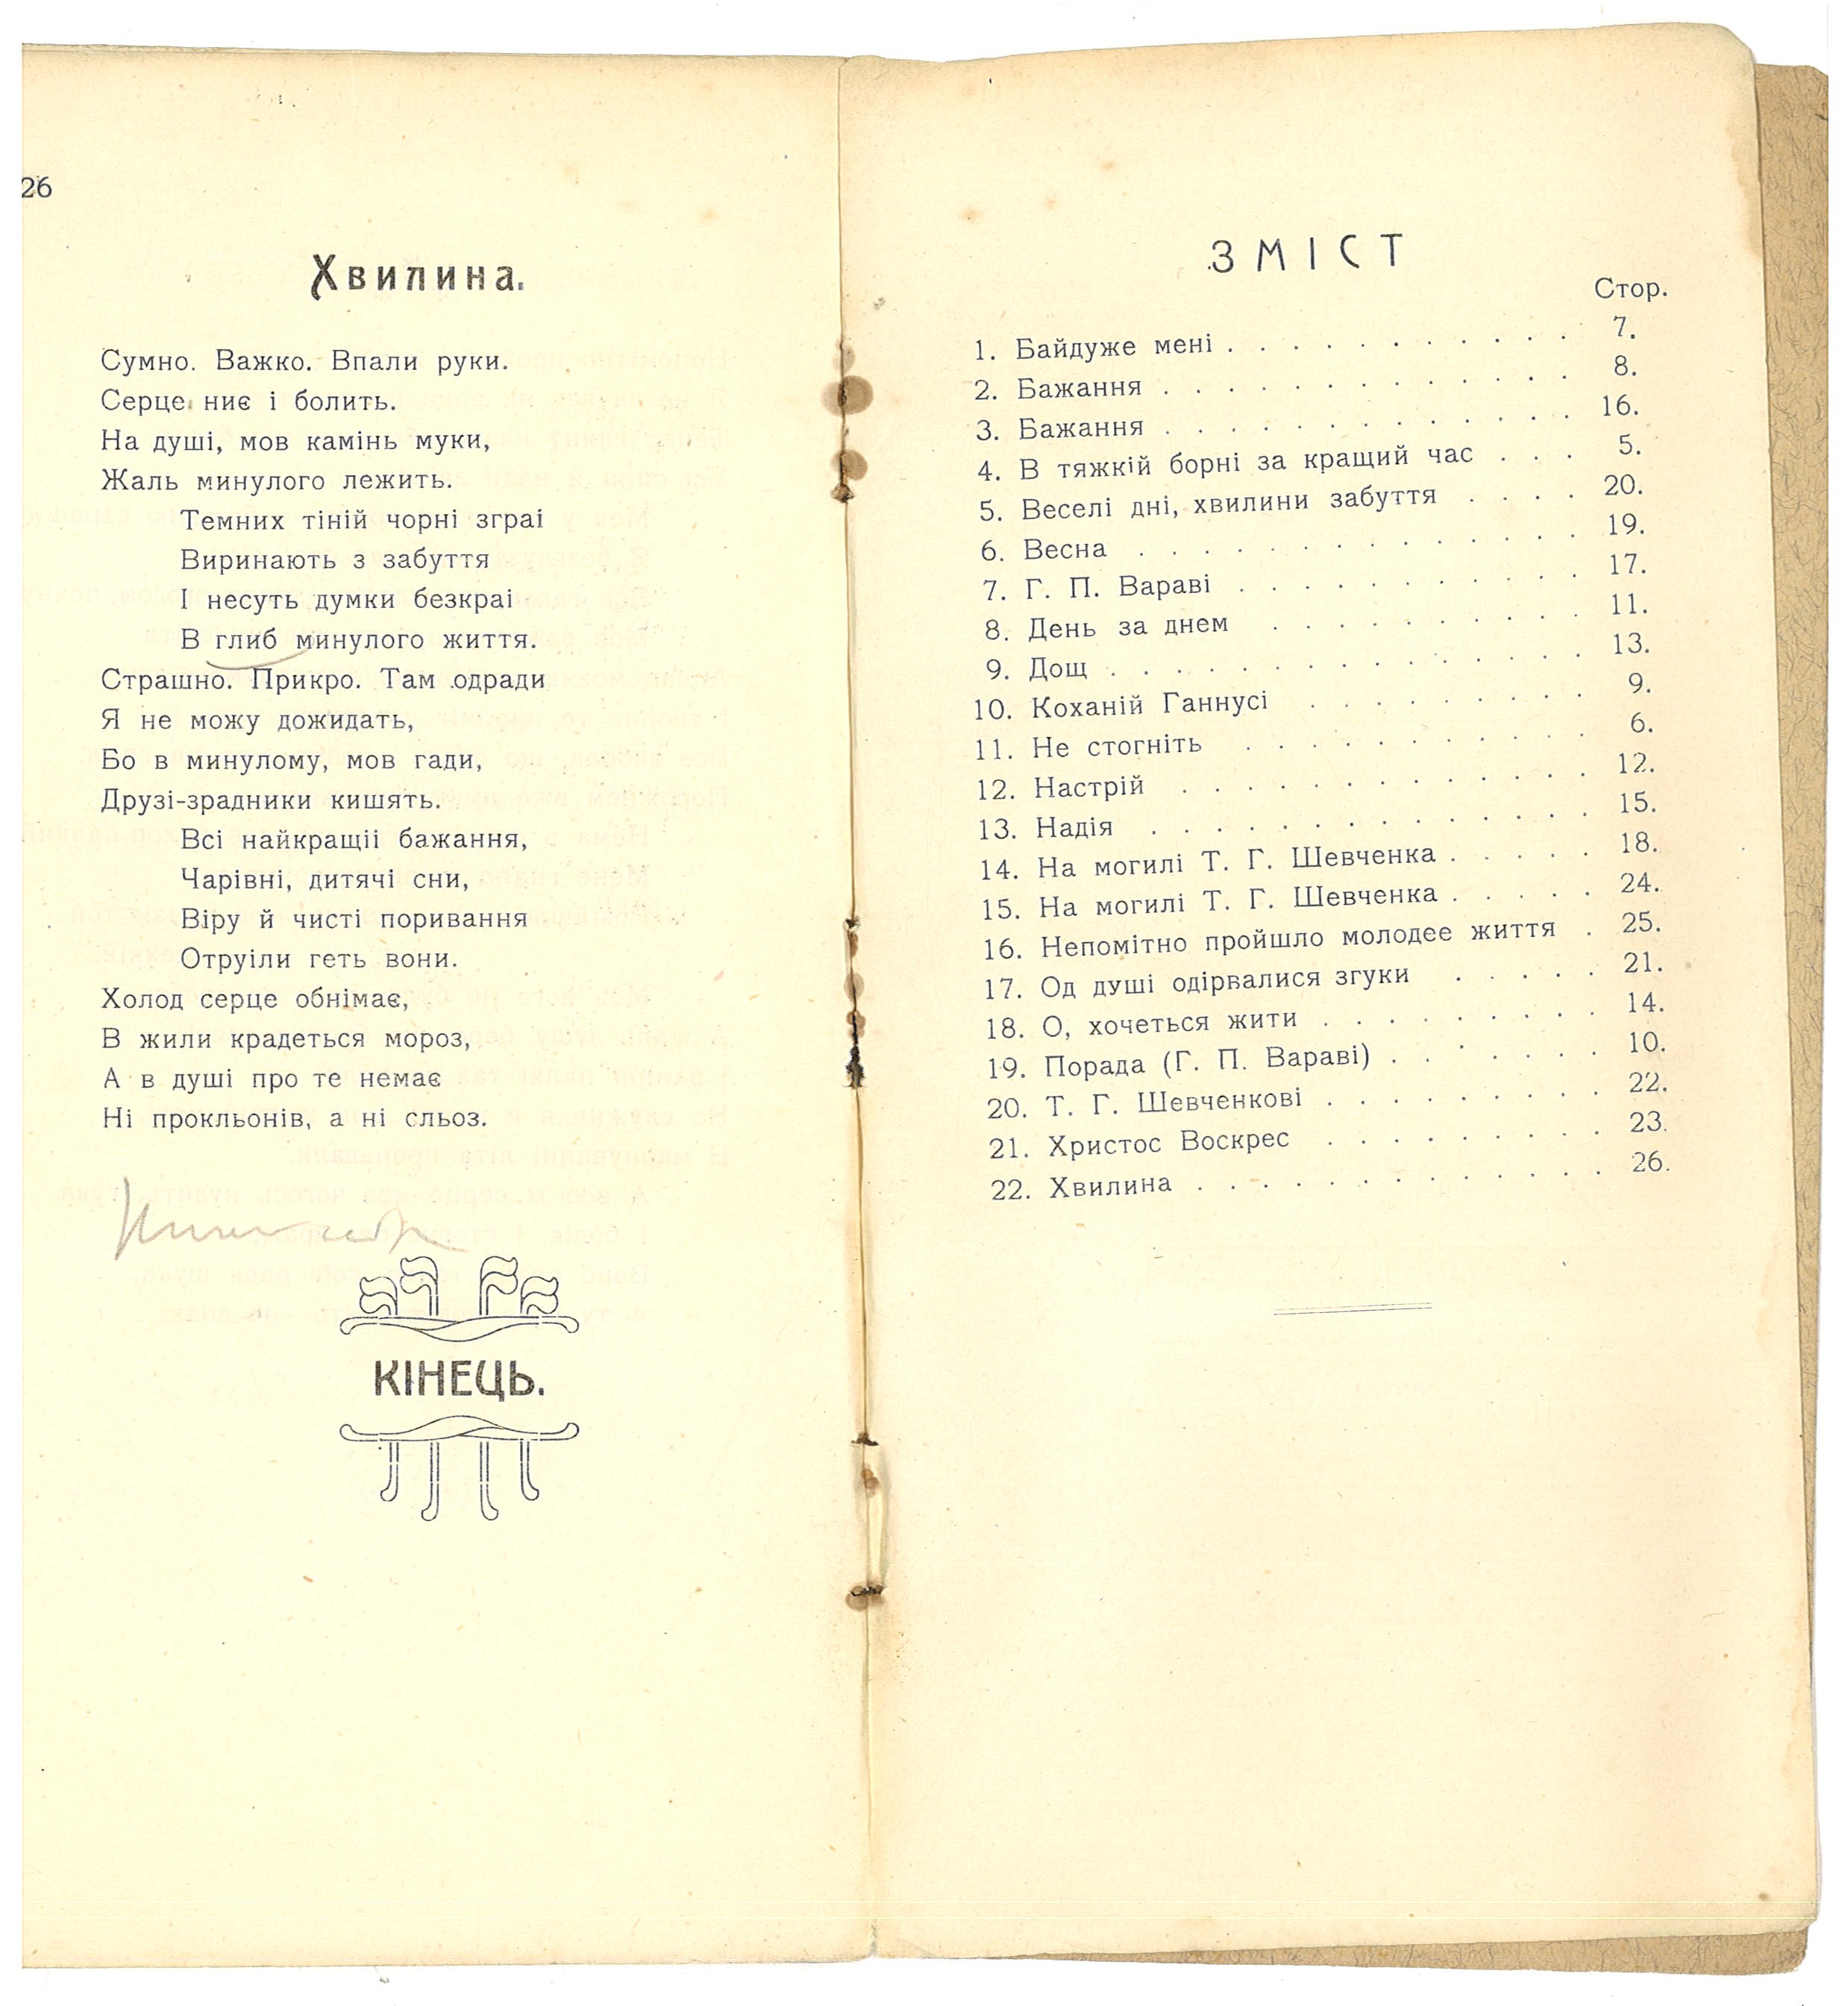 26
Хвилина.
Сумно. Важко. Впали руки.
Серце ниє і болить.
На душі, мов камінь муки,
Жаль минулого лежить.
Темних тіній чорні зграі
Виринають з забуття
І несуть думки безкраі
В глиб минулого життя.
Страшно. Прикро. Там одради
Я не можу дожидать,
Бо в минулому, мов гади,
Друзі-зрадники кишять.
Всі найкращіі бажання,
Чарівні, дитячі сни,
Віру й чисті поривання
Отруіли геть вони.
Холод серце обнімає,
В жили крадеться мороз,
А в душі про те немає
Ні прокльонів, а ні сльоз.
КІНЕЦЬ.
ЗМІСТ
Стор.
1. Байдуже мені . . . . . . . . . . . . 7.
2. Бажання . . . . . . . . . . . . . . 8.
3. Бажання . . . . . . . . . . . . . . 16.
4. В тяжкій борні за кращий час . . . 5.
5. Веселі дні, хвилини забуття . . . . 20.
6. Весна . . . . . . . . . . . . . . 19.
7. Г. П. Вараві . . . . . . . . . . . . 17.
8. День за днем . . . . . . . . . . 11.
9. Дощ . . . . . . . . . . . . . . 13.
10. Коханій Ганнусі . . . . . . . . . 9.
11. Не стогніть . . . . . . . . . . . 6.
12. Настрій . . . . . . . . . . . . . 12.
13. Надія . . . . . . . . . . . . . . 15.
14. На могилі Т. Г. Шевченка . . . . . 18.
15. На могилі Т. Г. Шевченка . . . . . 24.
16. Непомітно пройшло молодее життя . 25.
17. Од душі одірвалися згуки . . . . . 21.
18. О, хочеться жити . . . . . . . . . 14.
19. Порада (Г. П. Вараві) . . . . . . . 10.
20. Т. Г. Шевченкові . . . . . . . . . 22.
21. Христос Воскрес . . . . . . . . . 23.
22. Хвилина . . . . . . . . . . . . . 26.